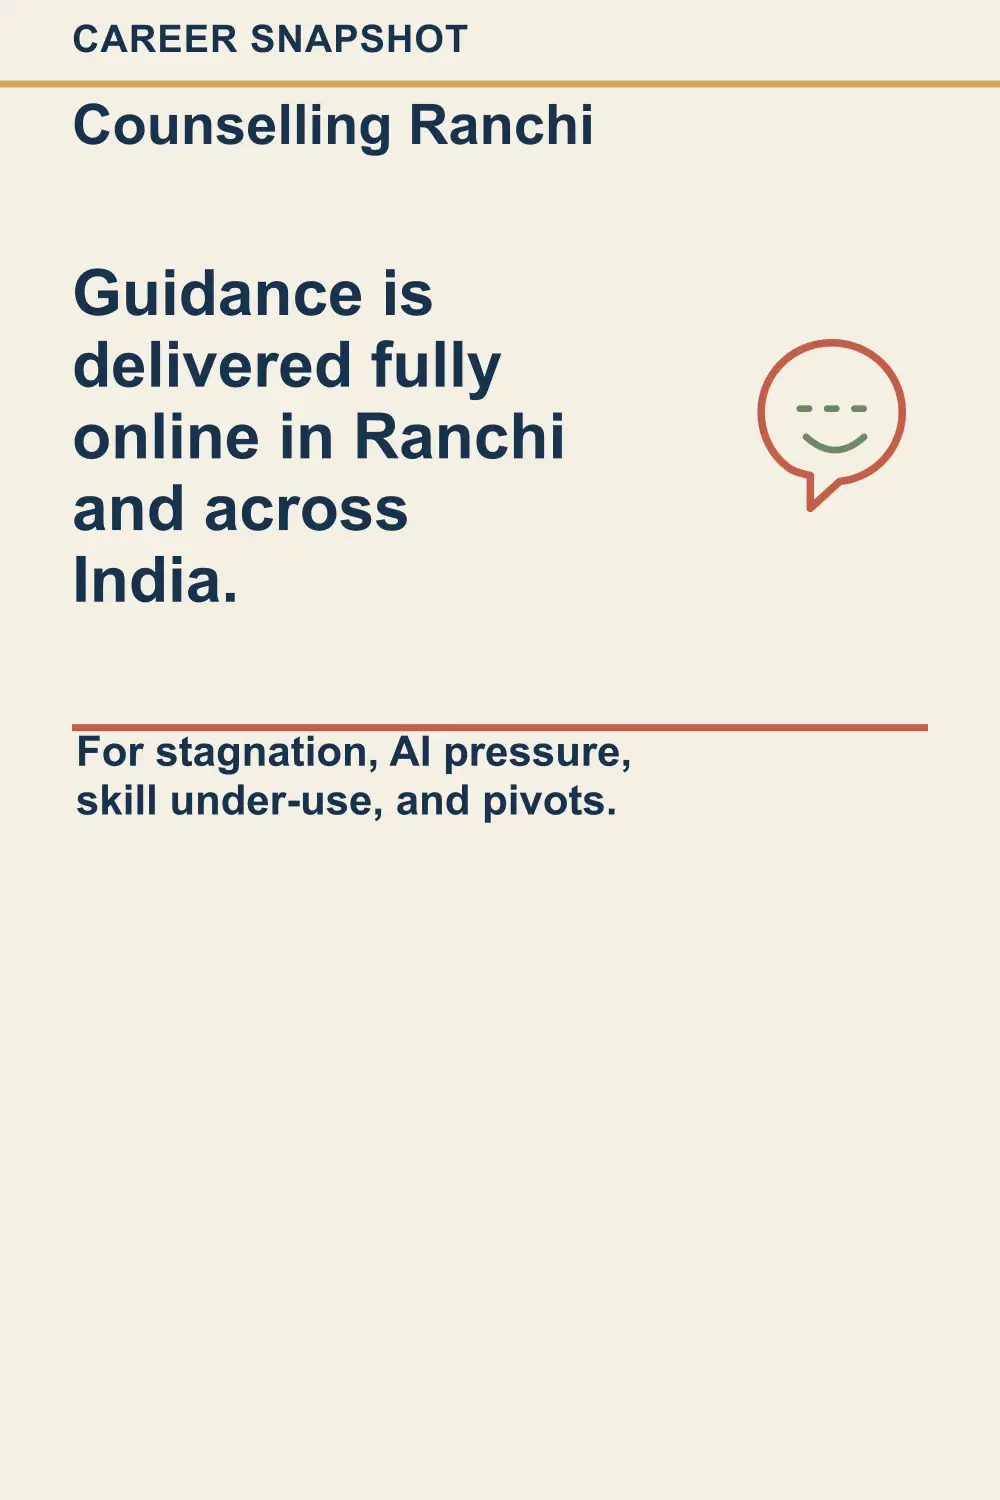 CAREER SNAPSHOT
Counselling Ranchi
Guidance is
delivered fully
online in Ranchi
and across
India.
For stagnation, AI pressure,
skill under-use, and pivots.